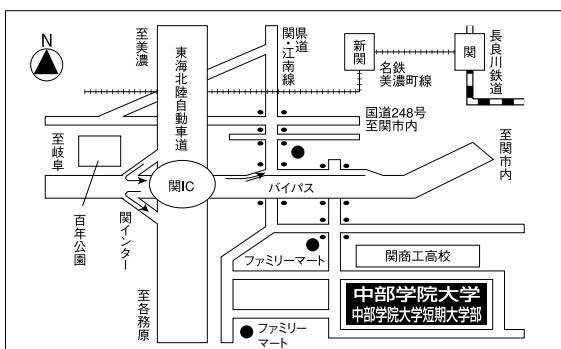 N
至美濃
東海北陸自動車道
県道
関・江南線
新関
関
長良川鉄道
名鉄
美濃町線
国道248号
至関市内
至関市内
至岐阜
関IC
バイパス
百年公園
関インター
ファミリーマート
関商工高校
至各務原
中部学院大学
中部学院大学短期大学部
ファミリー
マート